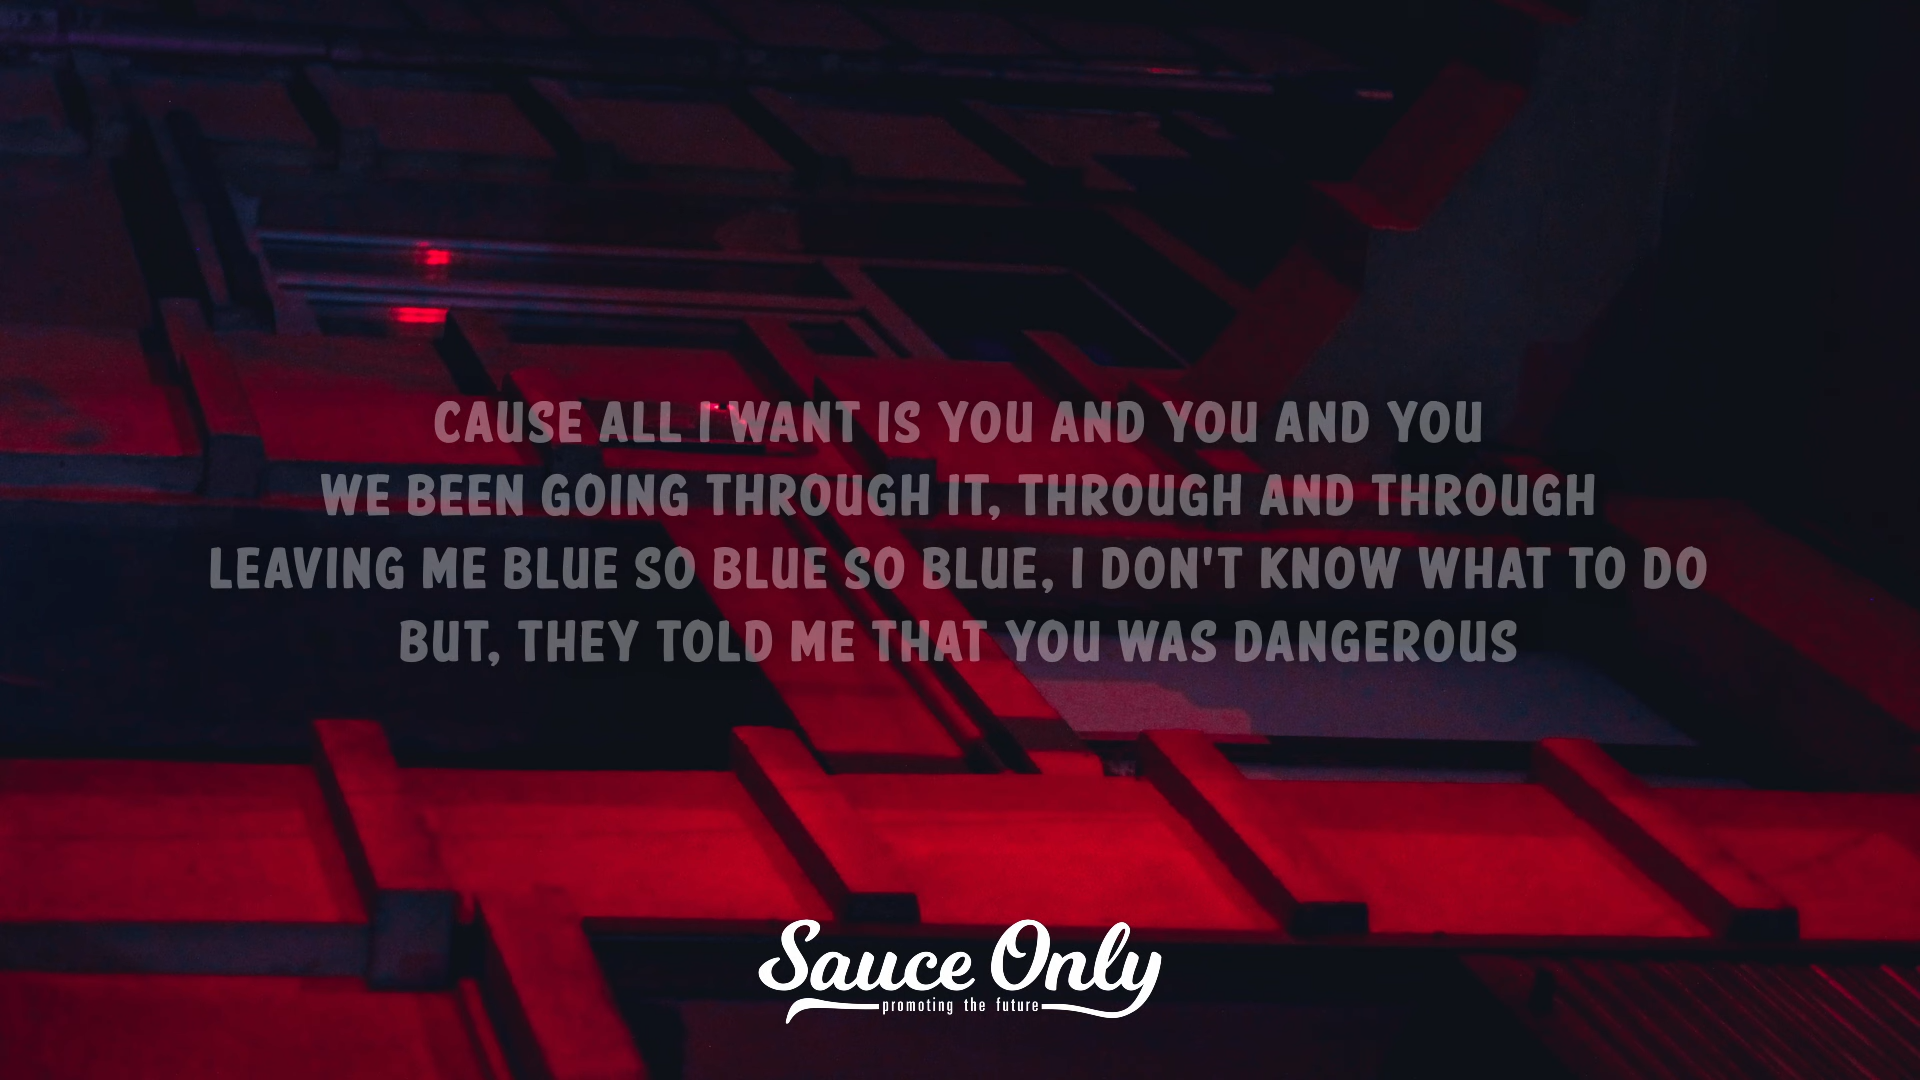 CAUSE ALL I WANT IS YOU AND YOU AND YOU
WE BEEN GOING THROUGH IT, THROUGH AND THROUGH
LEAVING ME BLUE SO BLUE SO BLUE, I DON'T KNOW WHAT TO DO
BUT, THEY TOLD ME THAT YOU WAS DANGEROUS
Sauce Only
promoting the future